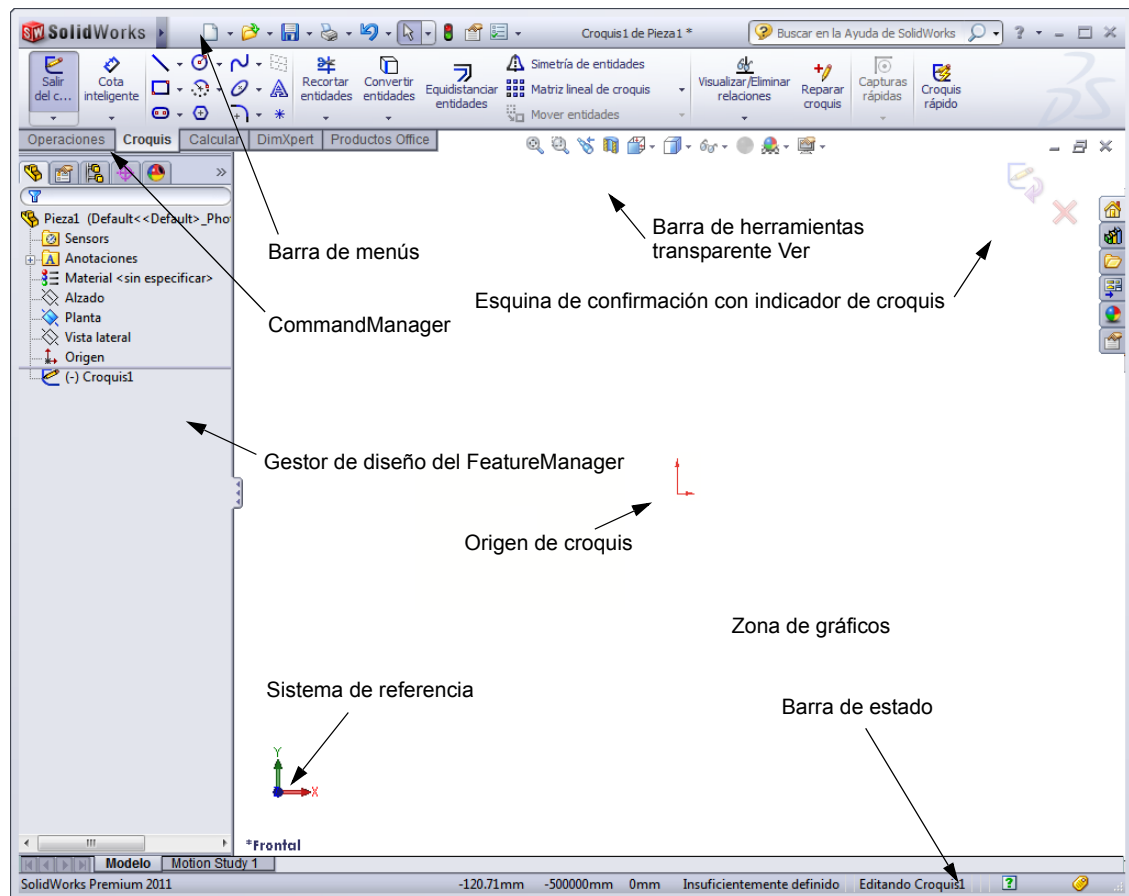 SolidWorks
Croquis1 de Pieza1 *
Buscar en la Ayuda de SolidWorks
?
Salir
del c...
Cota
inteligente
Recortar
entidades
Convertir
entidades
Equidistanciar
entidades
Simetría de entidades
Matriz lineal de croquis
Mover entidades
Visualizar/Eliminar
relaciones
Reparar
croquis
Capturas
rápidas
Croquis
rápido
Operaciones
Croquis
Calcular
DimXpert
Productos Office
Pieza1 (Default<<Default>_Pho
Sensors
Anotaciones
Material <sin especificar>
Alzado
Planta
Vista lateral
Origen
(-) Croquis1
Barra de menús
Barra de herramientas
transparente Ver
Esquina de confirmación con indicador de croquis
CommandManager
Gestor de diseño del FeatureManager
Origen de croquis
Zona de gráficos
Sistema de referencia
Barra de estado
Y
X
*Frontal
Modelo
Motion Study 1
SolidWorks Premium 2011
-120.71mm
-500000mm
0mm
Insuficientemente definido
Editando Croquis1
?